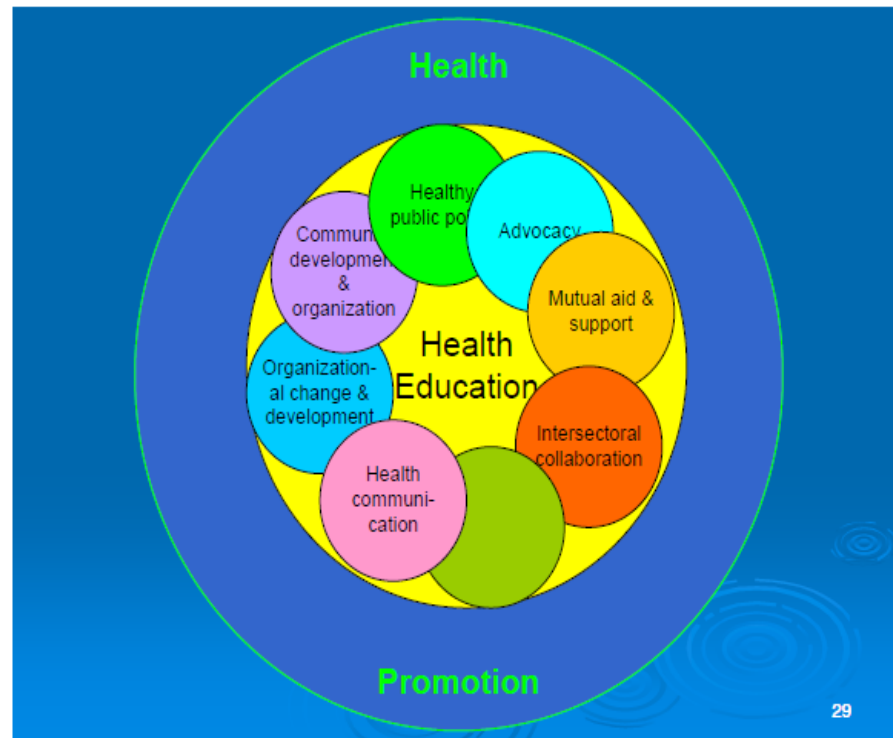 Health
Healthy
public po
Advocacy
Communi
developmen
&
organization
Mutual aid &
support
Health
Education
Organization-
al change &
development
Intersectoral
collaboration
Health
communi-
cation
Promotion
29